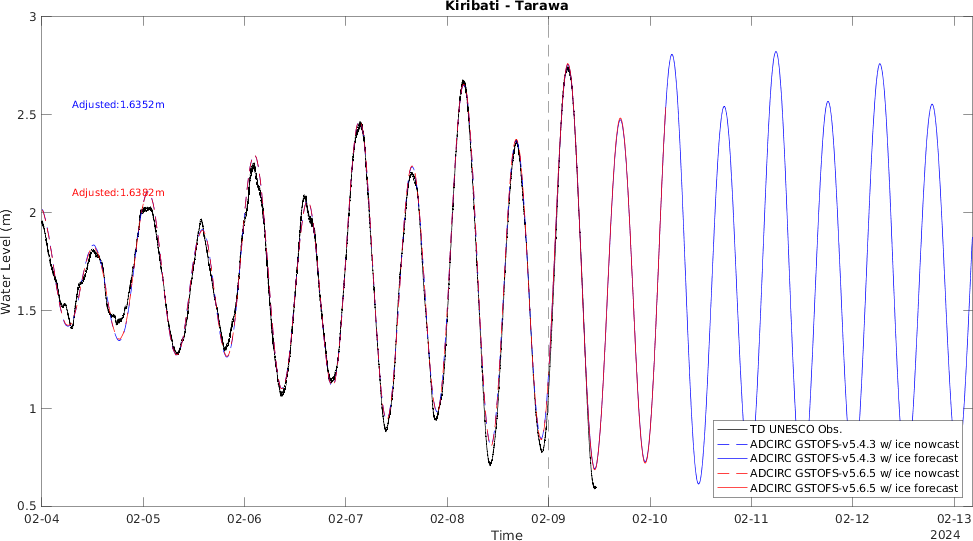 Kiribati - Tarawa
3
2.5
2
1.5
1
0.5
Water Level (m)
Adjusted:1.6352m
Adjusted:1.6382m
TD UNESCO Obs.
ADCIRC GSTOFS-v5.4.3 w/ ice nowcast
ADCIRC GSTOFS-v5.4.3 w/ ice forecast
ADCIRC GSTOFS-v5.6.5 w/ ice nowcast
ADCIRC GSTOFS-v5.6.5 w/ ice forecast
02-04 02-05 02-06 02-07 02-08 02-09 02-10 02-11 02-12 02-13
Time
2024